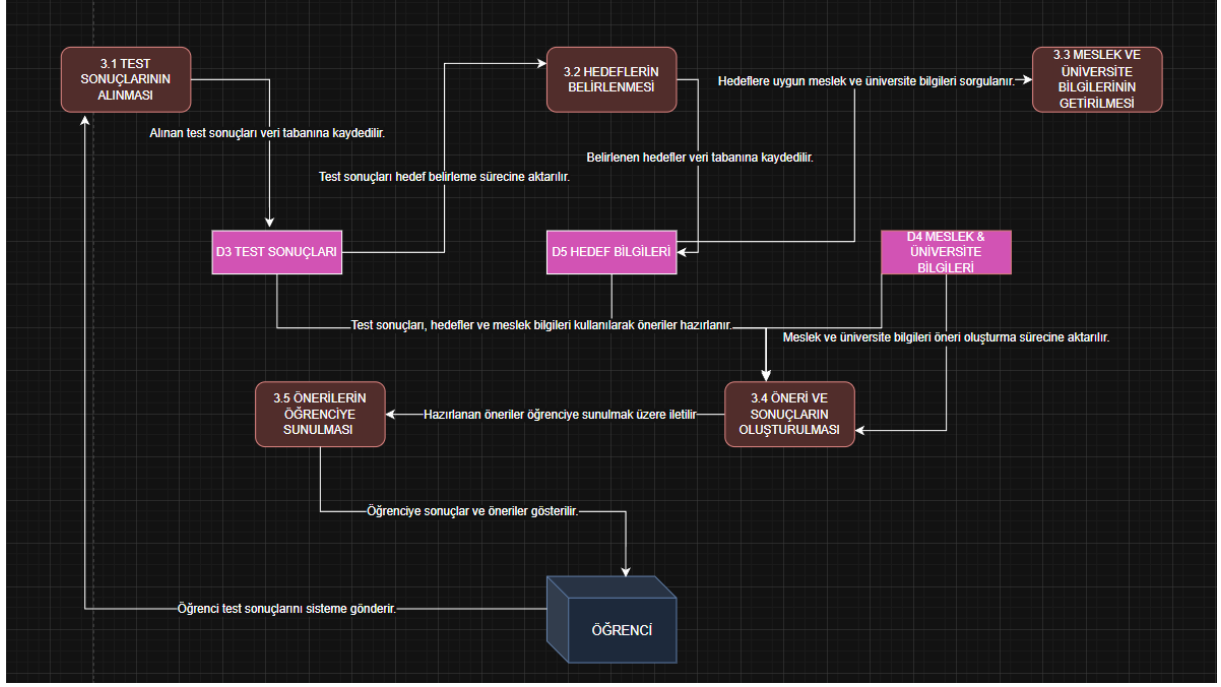 3.1 TEST
SONUÇLARININ
ALINMASI
3.2 HEDEFLERİN
BELİRLENMESİ
3.3 MESLEK VE
ÜNİVERSİTE
BİLGİLERİNİN
GETİRİLMESİ
Hedeflere uygun meslek ve üniversite bilgileri sorgulanır.
Alınan test sonuçları veri tabanına kaydedilir.
Belirlenen hedefler veri tabanına kaydedilir.
Test sonuçları hedef belirleme sürecine aktarılır.
D3 TEST SONUÇLARI
D5 HEDEF BİLGİLERİ
D4 MESLEK &
ÜNİVERSİTE
BİLGİLERİ
Test sonuçları, hedefler ve meslek bilgileri kullanılarak öneriler hazırlanır.
Meslek ve üniversite bilgileri öneri oluşturma sürecine aktarılır.
3.5 ÖNERİLERİN
ÖĞRENCİYE
SUNULMASI
Hazırlanan öneriler öğrenciye sunulmak üzere iletilir
3.4 ÖNERİ VE
SONUÇLARIN
OLUŞTURULMASI
Öğrenciye sonuçlar ve öneriler gösterilir.
Öğrenci test sonuçlarını sisteme gönderir.
ÖĞRENCİ